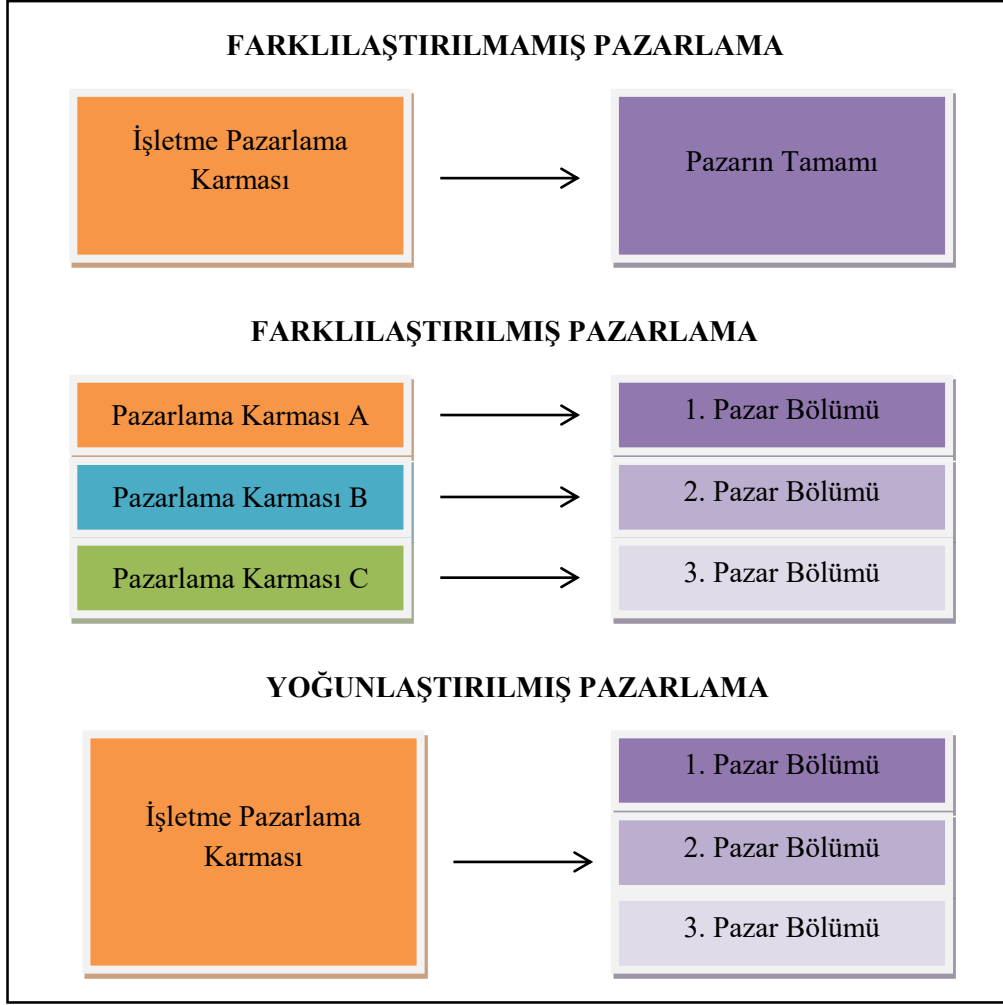 FARKLILAŞTIRILMAMIŞ PAZARLAMA
İşletme Pazarlama
Karması
Pazarın Tamamı
FARKLILAŞTIRILMIŞ PAZARLAMA
Pazarlama Karması A
1. Pazar Bölümü
Pazarlama Karması B
2. Pazar Bölümü
Pazarlama Karması C
3. Pazar Bölümü
YOĞUNLAŞTIRILMIŞ PAZARLAMA
İşletme Pazarlama
Karması
1. Pazar Bölümü
2. Pazar Bölümü
3. Pazar Bölümü